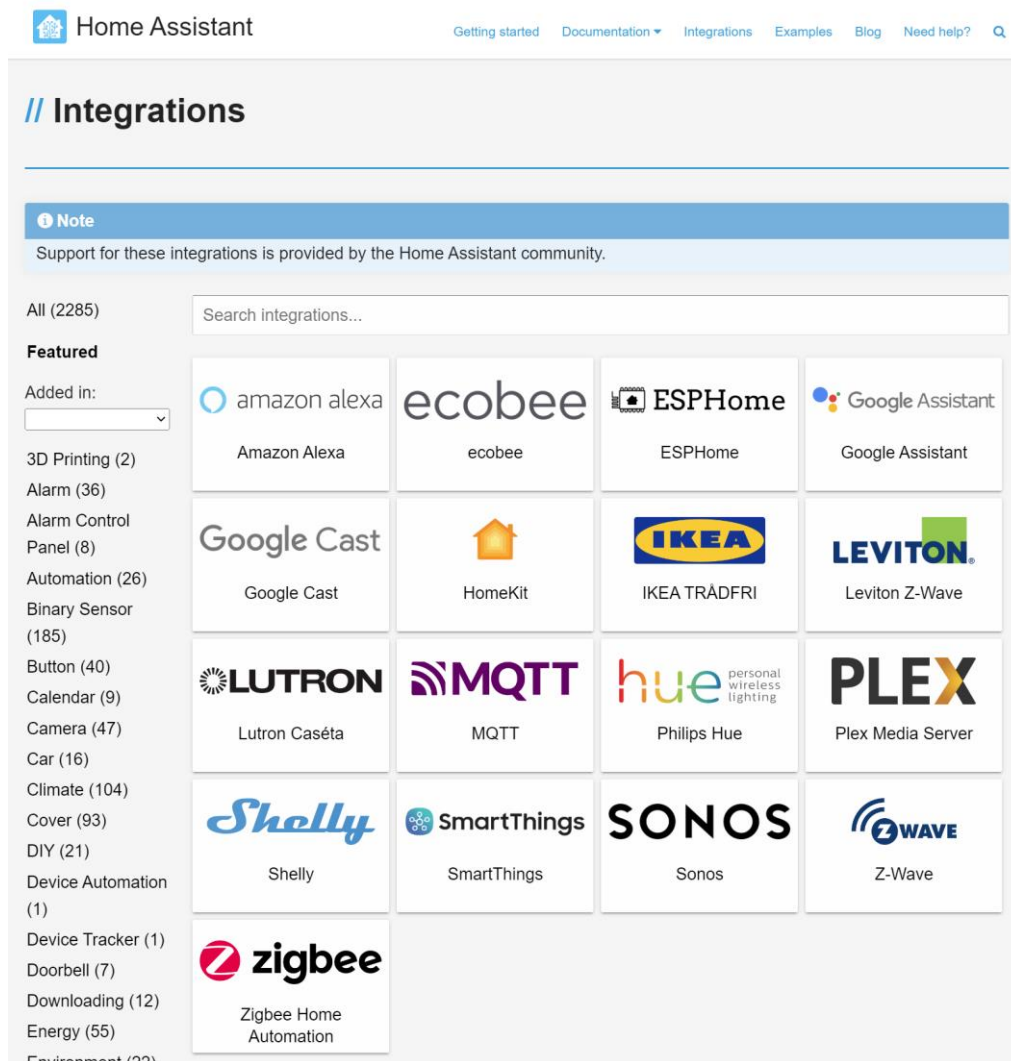 Home Assistant
Getting started Documentation Integrations Examples Blog Need help?
// Integrations
Note
Support for these integrations is provided by the Home Assistant community.
All (2285)
Featured
Added in:
3D Printing (2)
Alarm (36)
Alarm Control
Panel (8)
Automation (26)
Binary Sensor
(185)
Button (40)
Calendar (9)
Camera (47)
Car (16)
Climate (104)
Cover (93)
DIY (21)
Device Automation
(1)
Device Tracker (1)
Doorbell (7)
Downloading (12)
Energy (55)
Search integrations...
amazon alexa
Amazon Alexa
ecobee
ecobee
ESPHome
ESPHome
Google Assistant
Google Assistant
Google Cast
Google Cast
HomeKit
IKEA
IKEA TRÅDFRI
LEVITON®
Leviton Z-Wave
LUTRON
Lutron Caséta
MQTT
MQTT
hue personal
wireless
lighting
Philips Hue
PLEX
Plex Media Server
Shelly
Shelly
SmartThings
SmartThings
SONOS
Sonos
Z WAVE
Z-Wave
zigbee
Zigbee Home
Automation